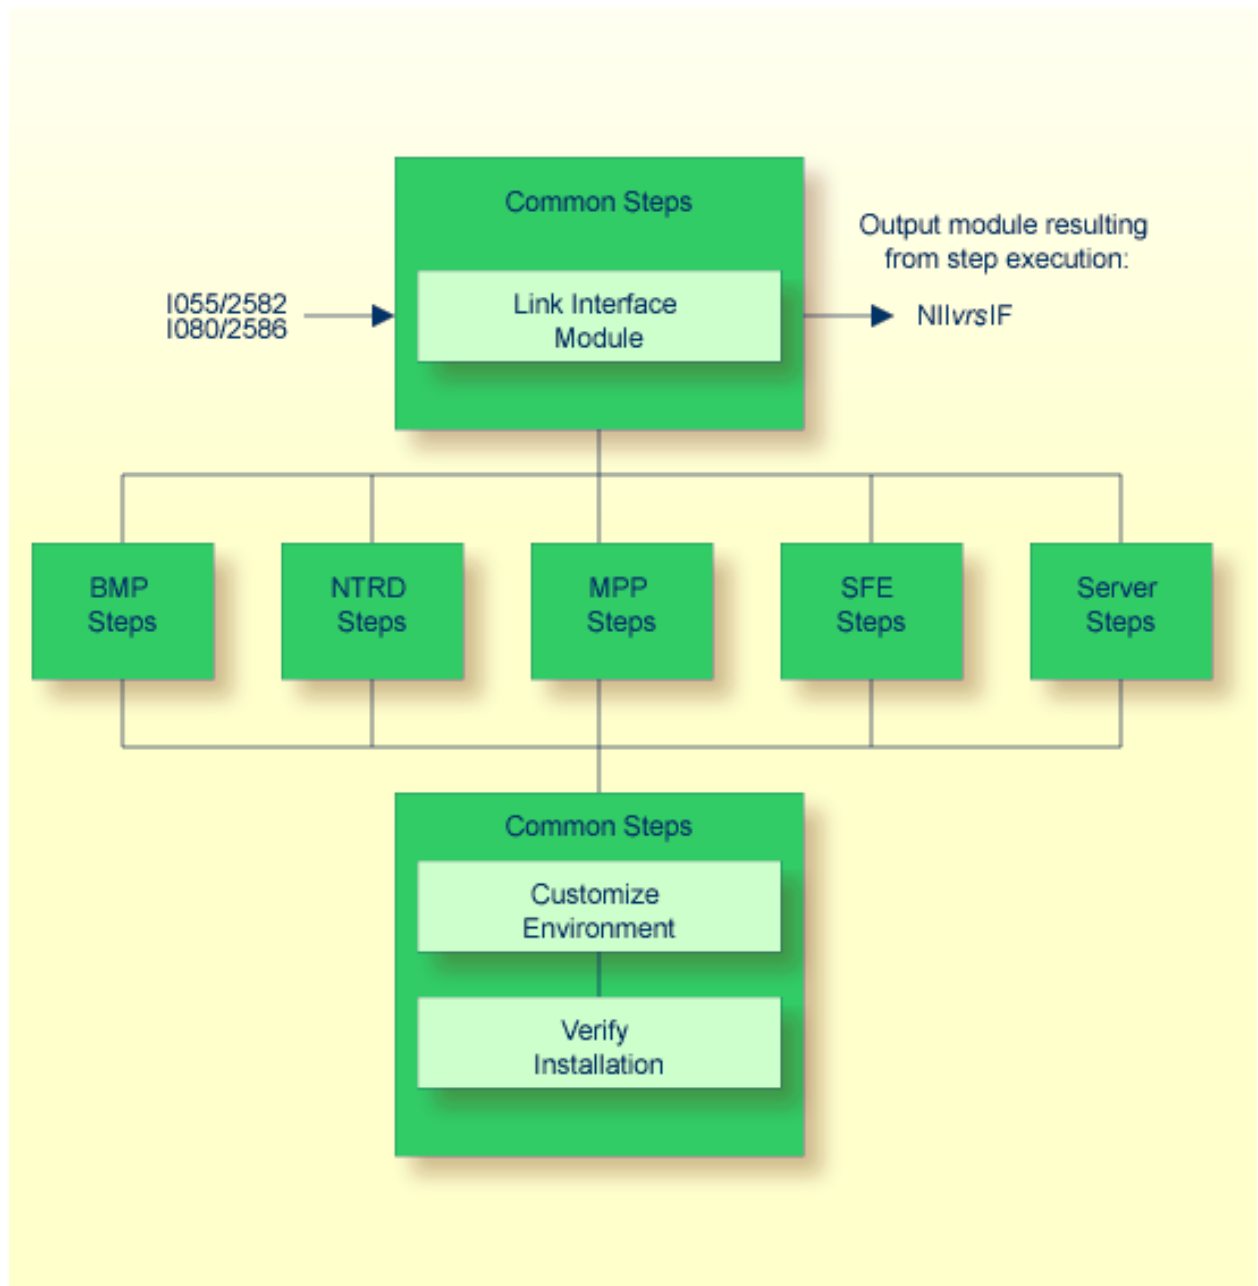 Common Steps
Output module resulting
from step execution:
Link Interface
Module
I055/2582
I080/2586
NIIvrsIF
BMP
Steps
NTRD
Steps
MPP
Steps
SFE
Steps
Server
Steps
Common Steps
Customize
Environment
Verify
Installation